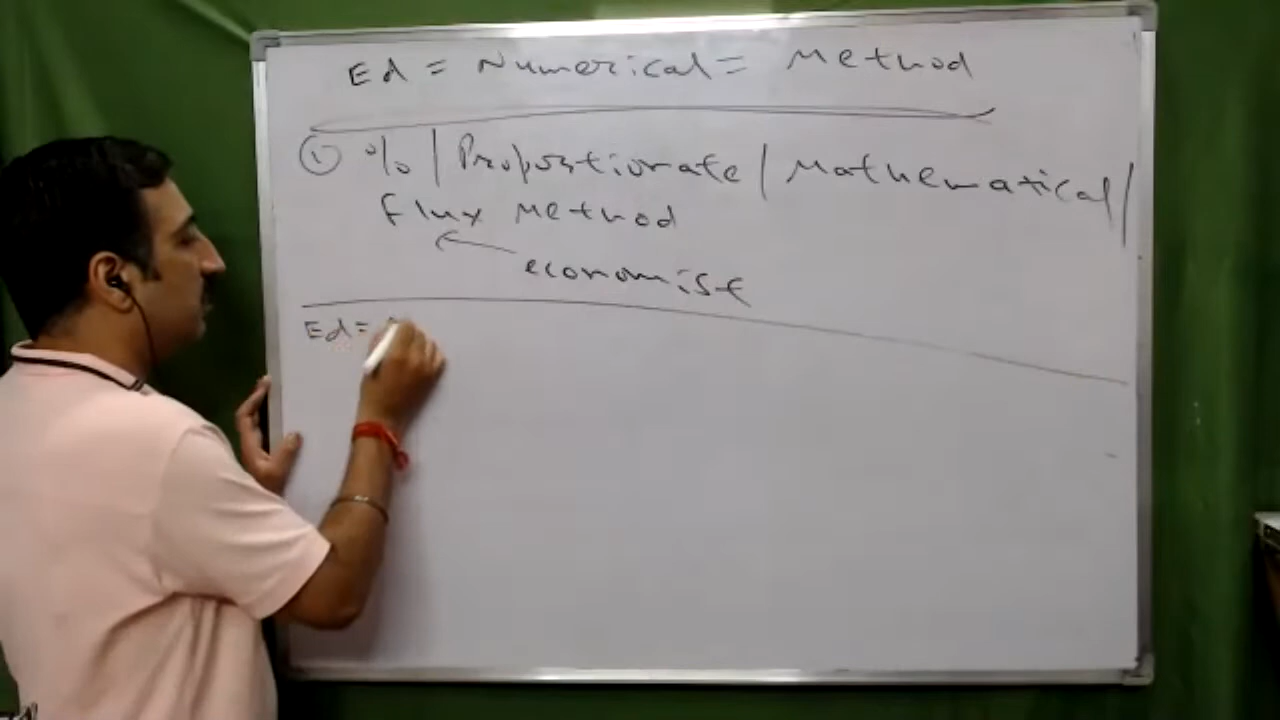 Ed = Numerical = Method
① % / Proportionate / Mathematical /
flux Method
economist
Ed =